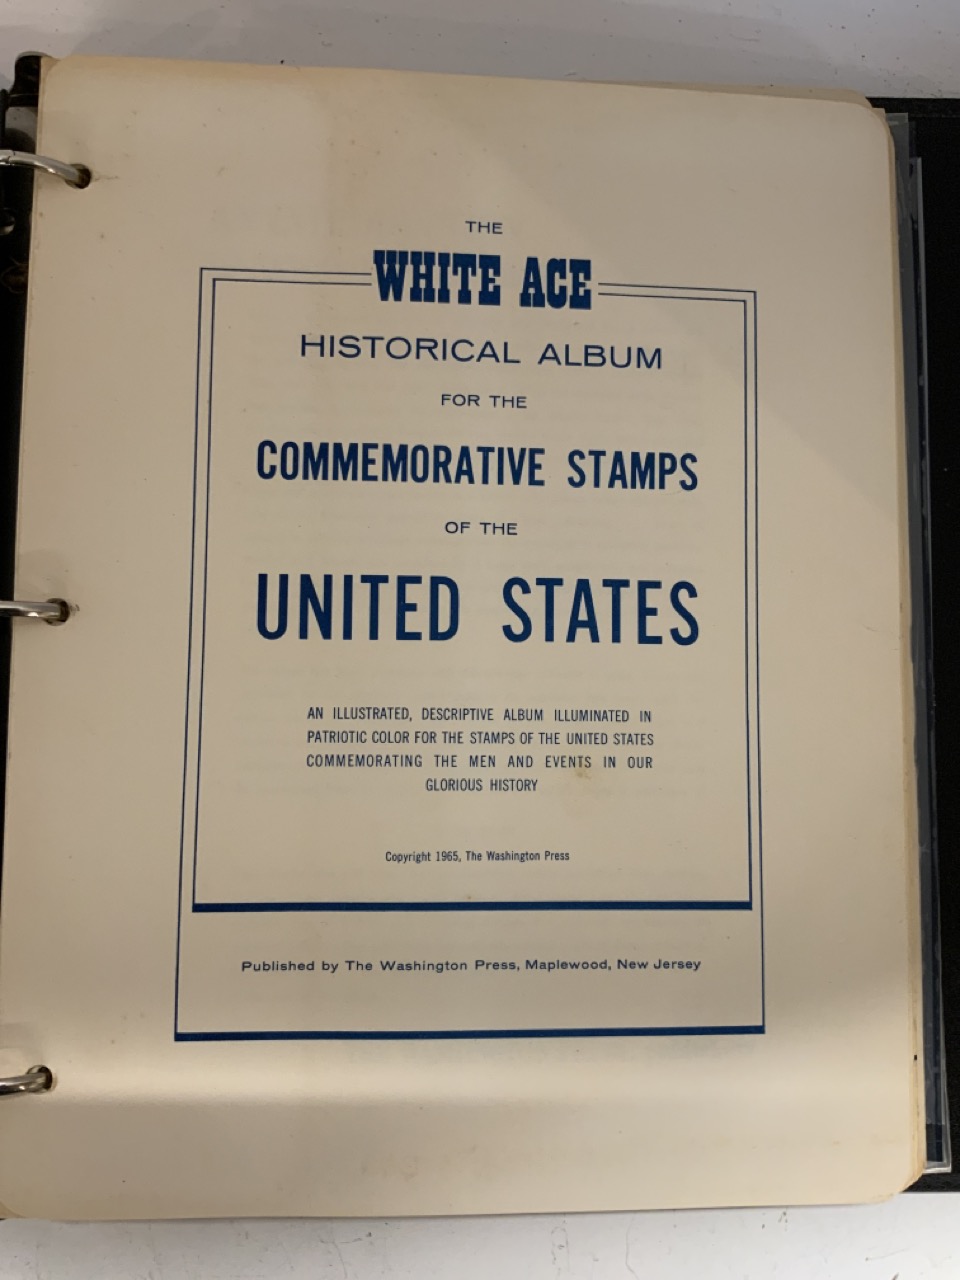 THE
WHITE ACE
HISTORICAL ALBUM
FOR THE
COMMEMORATIVE STAMPS
OF THE
UNITED STATES
AN ILLUSTRATED, DESCRIPTIVE ALBUM ILLUMINATED IN
PATRIOTIC COLOR FOR THE STAMPS OF THE UNITED STATES
COMMEMORATING THE MEN AND EVENTS IN OUR
GLORIOUS HISTORY
Copyright 1965, The Washington Press
Published by The Washington Press, Maplewood, New Jersey